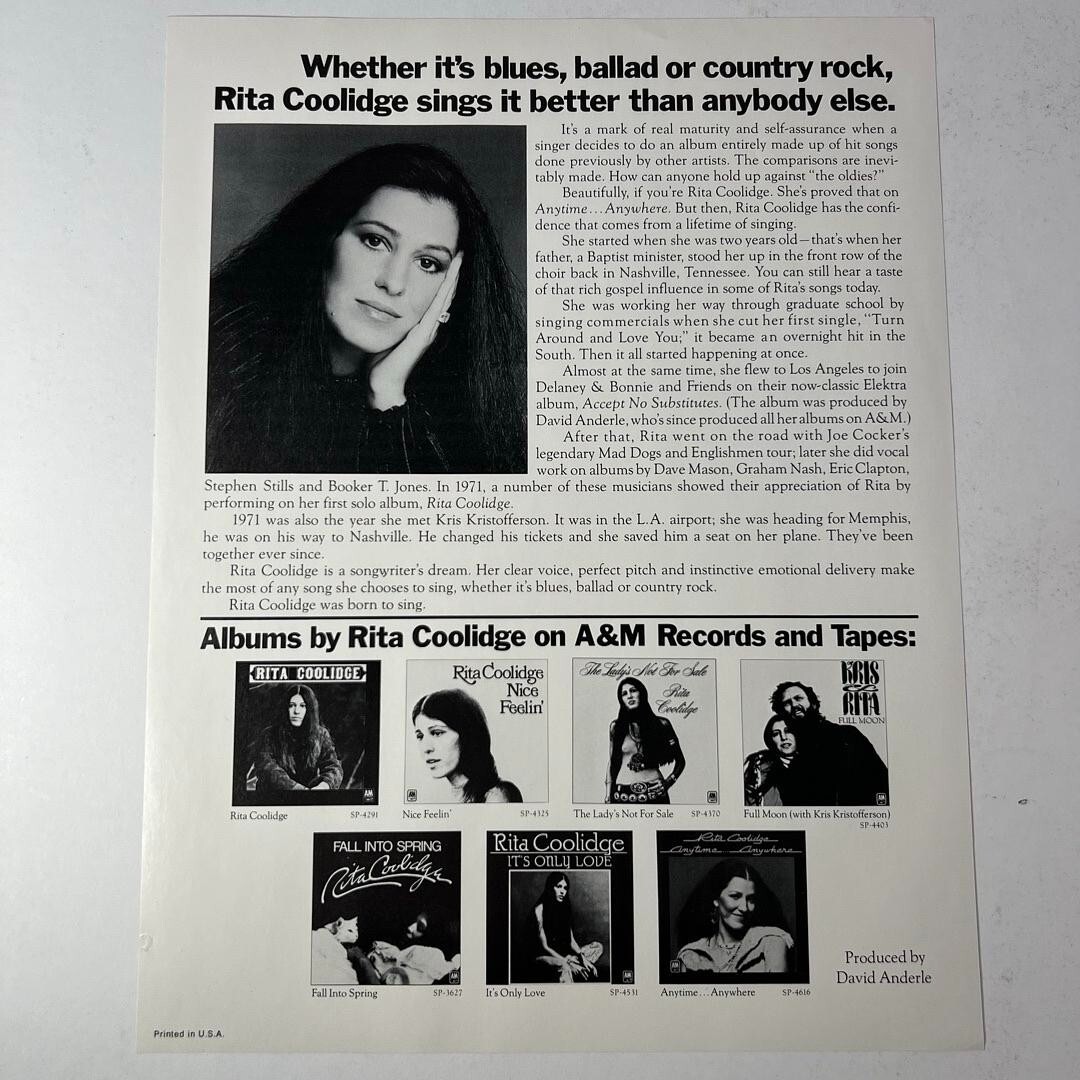 Whether it's blues, ballad or country rock,
Rita Coolidge sings it better than anybody else.
It's a mark of real maturity and self-assurance when a
singer decides to do an album entirely made up of hit songs
done previously by other artists. The comparisons are inevi-
tably made. How can anyone hold up against "the oldies?"
Beautifully, if you're Rita Coolidge. She's proved that on
Anytime...Anywhere. But then, Rita Coolidge has the confi-
dence that comes from a lifetime of singing.
She started when she was two years old—that's when her
father, a Baptist minister, stood her up in the front row of the
choir back in Nashville, Tennessee. You can still hear a taste
of that rich gospel influence in some of Rita's songs today.
She was working her way through graduate school by
singing commercials when she cut her first single, "Turn
Around and Love You;" it became an overnight hit in the
South. Then it all started happening at once.
Almost at the same time, she flew to Los Angeles to join
Delaney & Bonnie and Friends on their now-classic Elektra
album, Accept No Substitutes. (The album was produced by
David Anderle, who's since produced all her albums on A&M.)
After that, Rita went on the road with Joe Cocker's
legendary Mad Dogs and Englishmen tour; later she did vocal
work on albums by Dave Mason, Graham Nash, Eric Clapton,
Stephen Stills and Booker T. Jones. In 1971, a number of these musicians showed their appreciation of Rita by
performing on her first solo album, Rita Coolidge.
1971 was also the year she met Kris Kristofferson. It was in the L.A. airport; she was heading for Memphis,
he was on his way to Nashville. He changed his tickets and she saved him a seat on her plane. They've been
together ever since.
Rita Coolidge is a songwriter's dream. Her clear voice, perfect pitch and instinctive emotional delivery make
the most of any song she chooses to sing, whether it's blues, ballad or country rock.
Rita Coolidge was born to sing.
Albums by Rita Coolidge on A&M Records and Tapes:
RITA COOLIDGE
AM
Rita Coolidge SP-4291
Rita Coolidge
Nice
Feelin'
AM
Nice Feelin' SP-4325
The Lady's Not For Sale
Rita
Coolidge
AM
The Lady's Not For Sale SP-4370
KRIS
&
RITA
FULL MOON
AM
Full Moon (with Kris Kristofferson)
SP-4403
FALL INTO SPRING
Rita Coolidge
AM
Fall Into Spring SP-3627
Rita Coolidge
IT'S ONLY LOVE
AM
It's Only Love SP-4531
Rita Coolidge
Anytime... Anywhere
AM
Anytime...Anywhere SP-4616
Produced by
David Anderle
Printed in U.S.A.